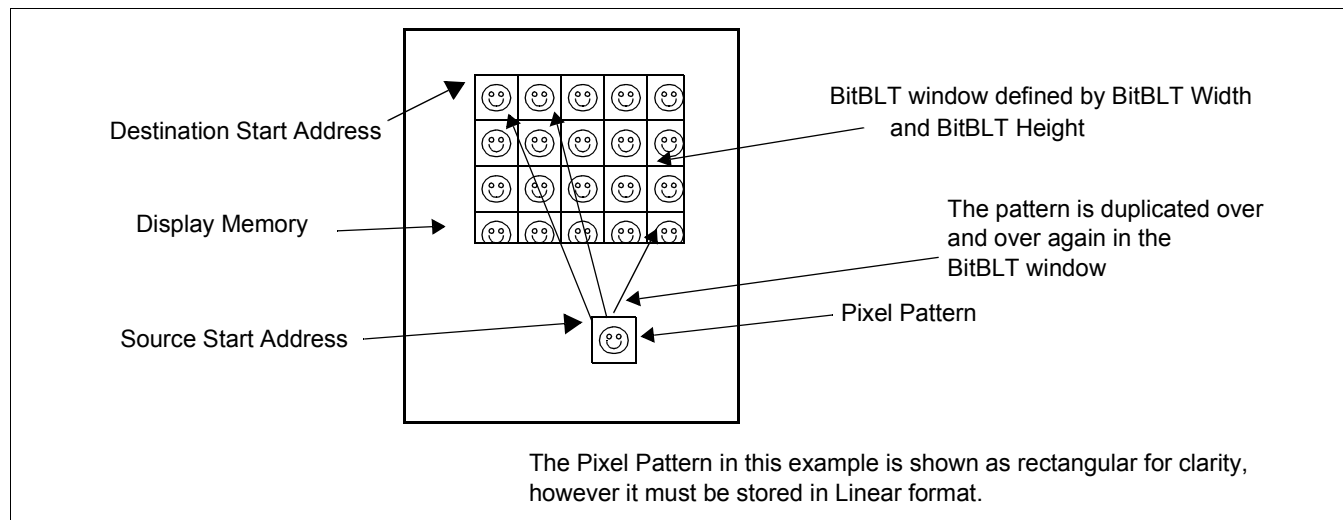 Destination Start Address
Display Memory
Source Start Address
BitBLT window defined by BitBLT Width
and BitBLT Height
The pattern is duplicated over
and over again in the
BitBLT window
Pixel Pattern
The Pixel Pattern in this example is shown as rectangular for clarity,
however it must be stored in Linear format.